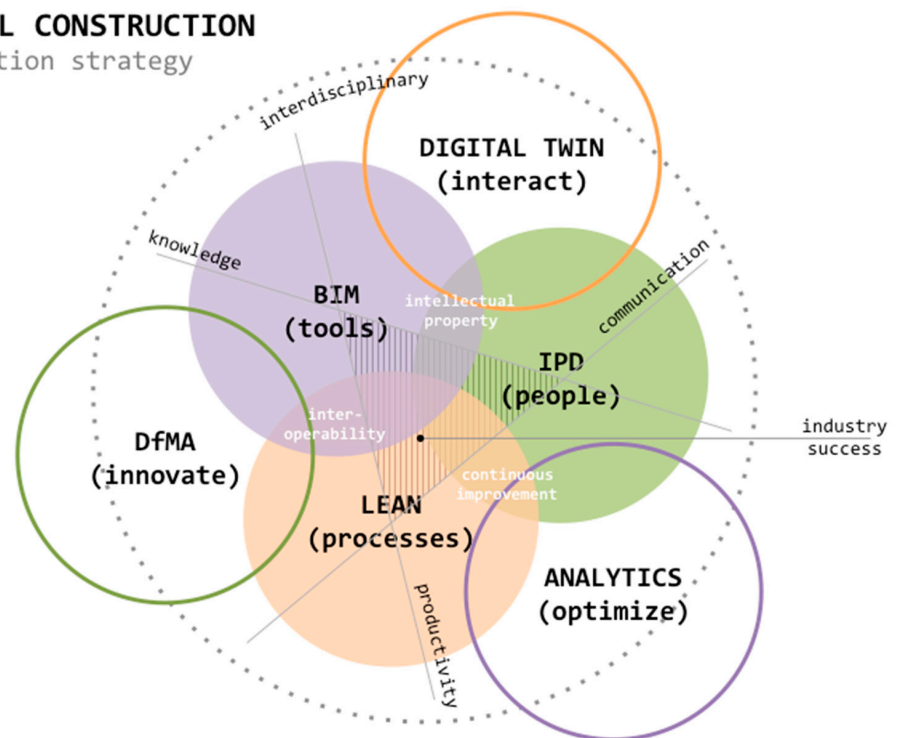 L CONSTRUCTION
tion strategy
interdisciplinary
DIGITAL TWIN
(interact)
knowledge
communication
BIM
(tools)
intellectual
property
IPD
(people)
inter-
operability
industry
success
DfMA
(innovate)
continuous
improvement
LEAN
(processes)
ANALYTICS
(optimize)
productivity